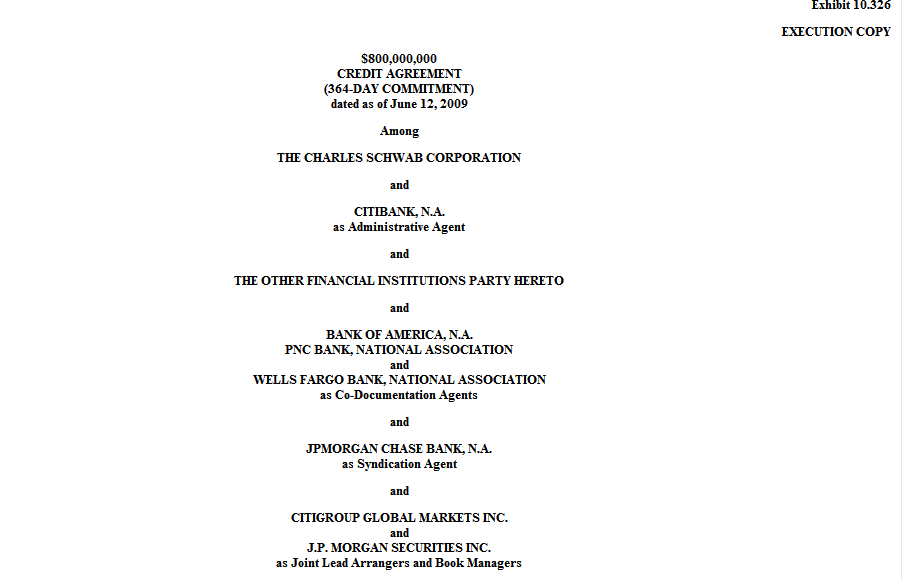 Exhibit 10.326
EXECUTION COPY
$800,000,000
CREDIT AGREEMENT
(364-DAY COMMITMENT)
dated as of June 12, 2009
Among
THE CHARLES SCHWAB CORPORATION
and
CITIBANK, N.A.
as Administrative Agent
and
THE OTHER FINANCIAL INSTITUTIONS PARTY HERETO
and
BANK OF AMERICA, N.A.
PNC BANK, NATIONAL ASSOCIATION
and
WELLS FARGO BANK, NATIONAL ASSOCIATION
as Co-Documentation Agents
and
JPMORGAN CHASE BANK, N.A.
as Syndication Agent
and
CITIGROUP GLOBAL MARKETS INC.
and
J.P. MORGAN SECURITIES INC.
as Joint Lead Arrangers and Book Managers